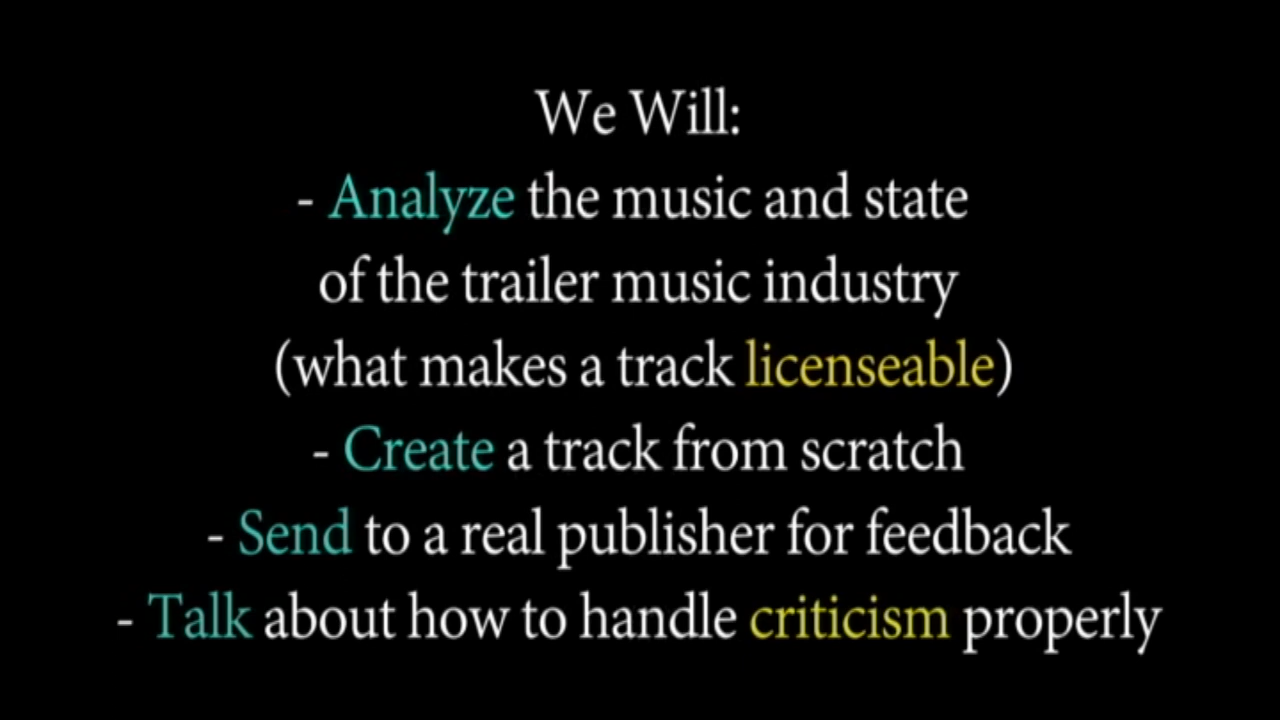 We Will:
- Analyze the music and state
of the trailer music industry
(what makes a track licenseable)
- Create a track from scratch
- Send to a real publisher for feedback
- Talk about how to handle criticism properly